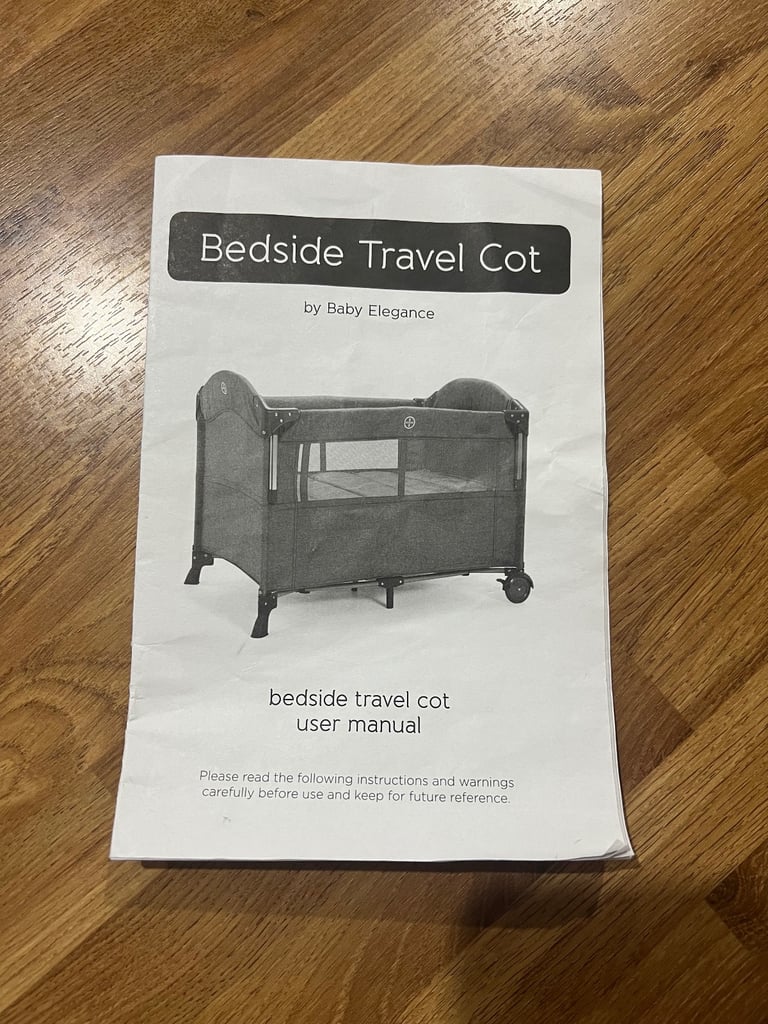 Bedside Travel Cot
by Baby Elegance
bedside travel cot
user manual
Please read the following instructions and warnings
carefully before use and keep for future reference.